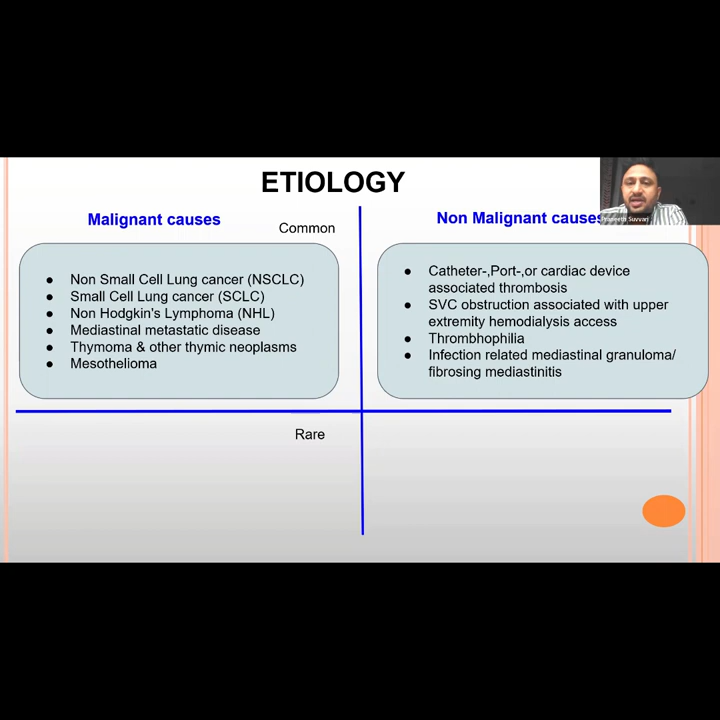 ETIOLOGY
Malignant causes
Common
Non Malignant causes
Praneeth Suvvari
● Non Small Cell Lung cancer (NSCLC)
● Small Cell Lung cancer (SCLC)
● Non Hodgkin's Lymphoma (NHL)
● Mediastinal metastatic disease
● Thymoma & other thymic neoplasms
● Mesothelioma
● Catheter-,Port-,or cardiac device
associated thrombosis
● SVC obstruction associated with upper
extremity hemodialysis access
● Thrombhophilia
● Infection related mediastinal granuloma/
fibrosing mediastinitis
Rare